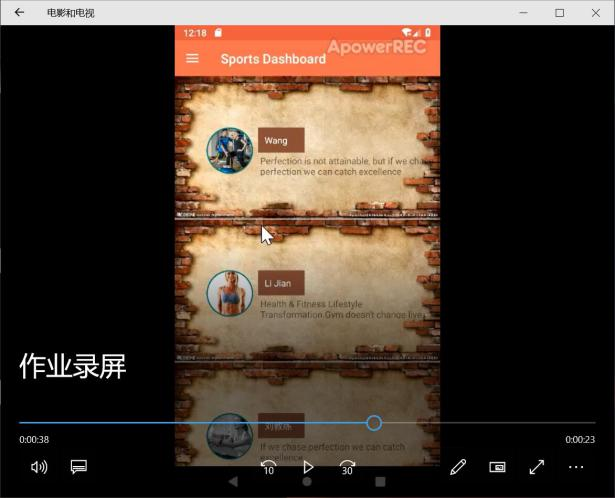 电影和电视
12:18
ApowerREC
Sports Dashboard
Wang
Perfection is not attainable, but if we chase
perfection we can catch excellence
Li Jian
Health & Fitness Lifestyle
Transformation.Gym doesn't change live
刘教练
If we chase perfection we can catch
excellence
作业录屏
0:00:38
0:00:23
10
30